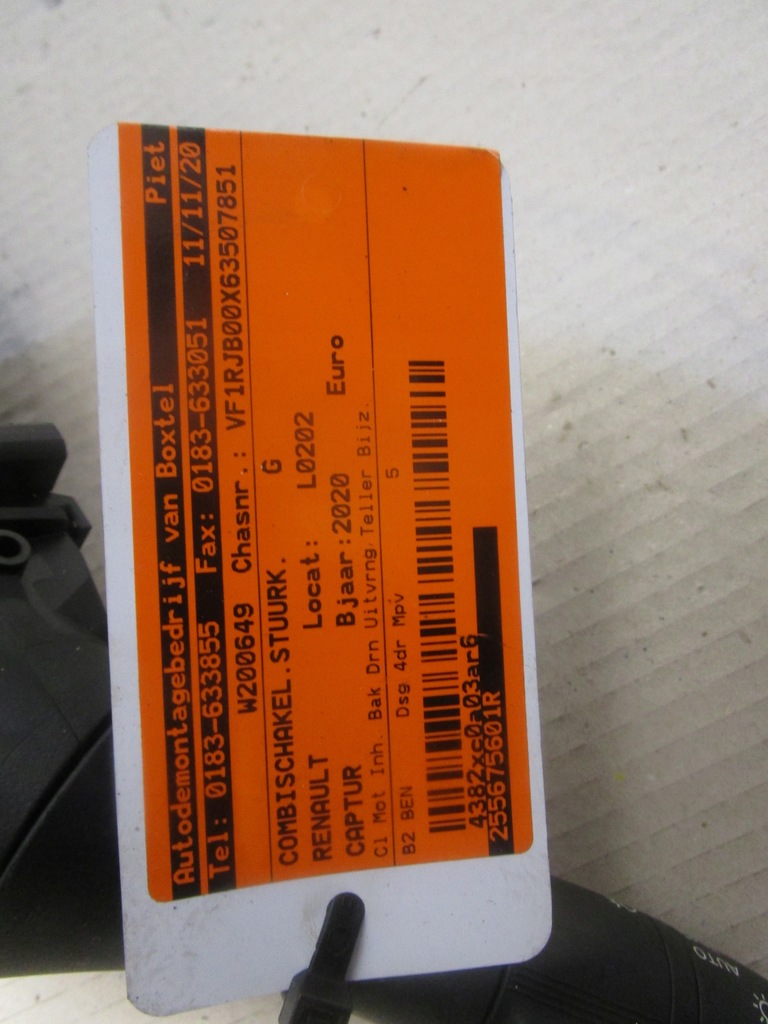 Autodemontagebedrijf van Boxtel Piet
Tel: 0183-633855 Fax: 0183-633051 11/11/20
W200649 Chasnr.: VF1RJB00X63507851
COMBISCHAKEL.STUURK. G
RENAULT Locat: L0202
CAPTUR Bjaar:2020 Euro
Cl Mot Inh. Bak Drn Uitvrng. Teller Bijz.
B2 BEN Dsg 4dr Mpv 5
4382xc0a03ar6
255675601R
AUTO